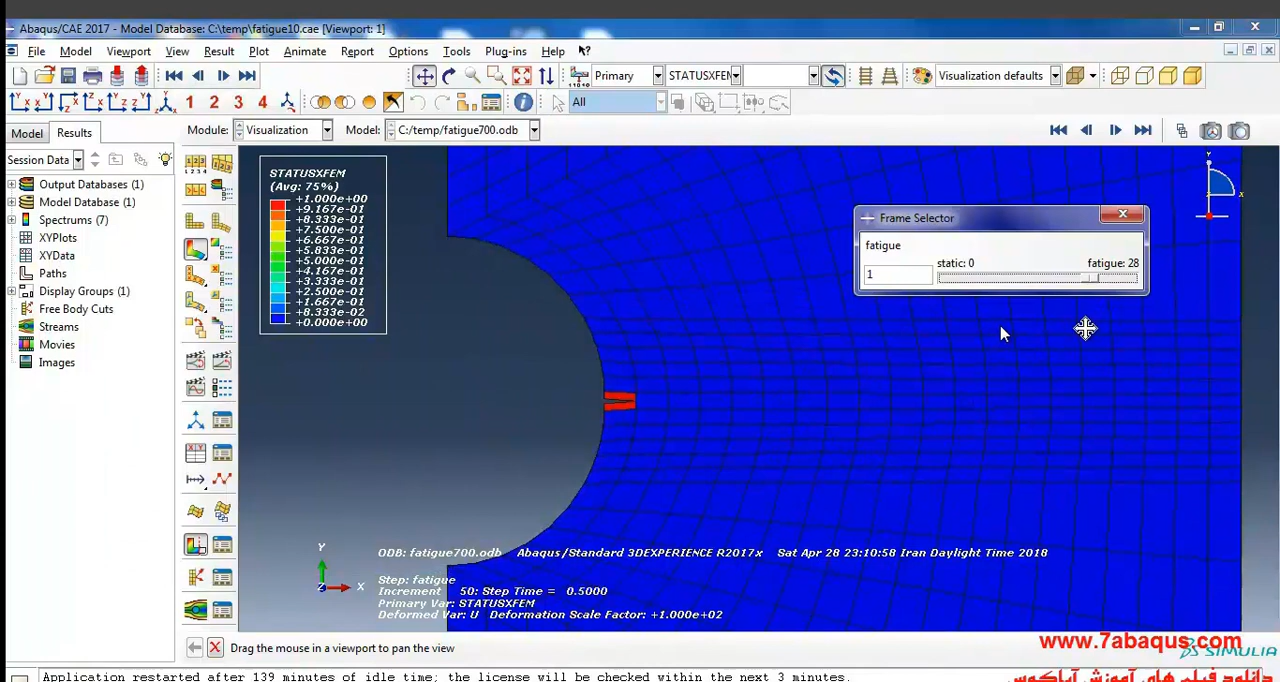 Abaqus/CAE 2017 - Model Database: C:\temp\fatigue10.cae [Viewport: 1]
File Model Viewport View Result Plot Animate Report Options Tools Plug-ins Help
Primary STATUSXFEM Visualization defaults
1 2 3 4 All
Model Results Module: Visualization Model: C:/temp/fatigue700.odb
Session Data
Output Databases (1)
Model Database (1)
Spectrums (7)
XYPlots
XYData
Paths
Display Groups (1)
Free Body Cuts
Streams
Movies
Images
STATUSXFEM
(Avg: 75%)
+1.000e+00
+9.167e-01
+8.333e-01
+7.500e-01
+6.667e-01
+5.833e-01
+5.000e-01
+4.167e-01
+3.333e-01
+2.500e-01
+1.667e-01
+8.333e-02
+0.000e+00
Frame Selector
fatigue
static: 0 fatigue: 28
1
Y
X
ODB: fatigue700.odb Abaqus/Standard 3DEXPERIENCE R2017x Sat Apr 28 23:10:58 Iran Daylight Time 2018
Y
Z X
Step: fatigue
Increment 50: Step Time = 0.5000
Primary Var: STATUSXFEM
Deformed Var: U Deformation Scale Factor: +1.000e+02
www.7abaqus.com
Drag the mouse in a viewport to pan the view
SIMULIA
Application restarted after 139 minutes of idle time; the license will be checked within the next 3 minutes.
دانلود فیلم های آموزش آباکوس